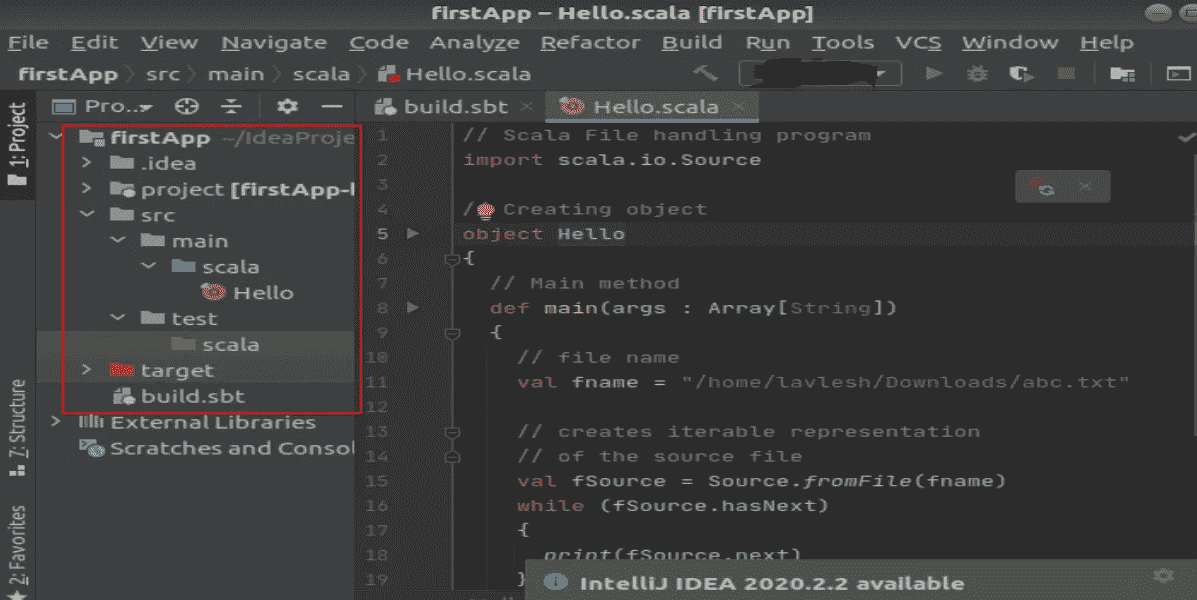 firstApp – Hello.scala [firstApp]
File Edit View Navigate Code Analyze Refactor Build Run Tools VCS Window Help
firstApp src main scala Hello.scala
1: Project
7: Structure
2: Favorites
Pro...
firstApp ~/IdeaProje
.idea
project [firstApp-b
src
main
scala
Hello
test
scala
target
build.sbt
External Libraries
Scratches and Consol
build.sbt Hello.scala
1 // Scala File handling program
2 import scala.io.Source
3
4 / Creating object
5 object Hello
6 {
7 // Main method
8 def main(args : Array[String])
9 {
10 // file name
11 val fname = "/home/lavlesh/Downloads/abc.txt"
12
13 // creates iterable representation
14 // of the source file
15 val fSource = Source.fromFile(fname)
16 while (fSource.hasNext)
17 {
18 print(fSource.next)
19 }
IntelliJ IDEA 2020.2.2 available